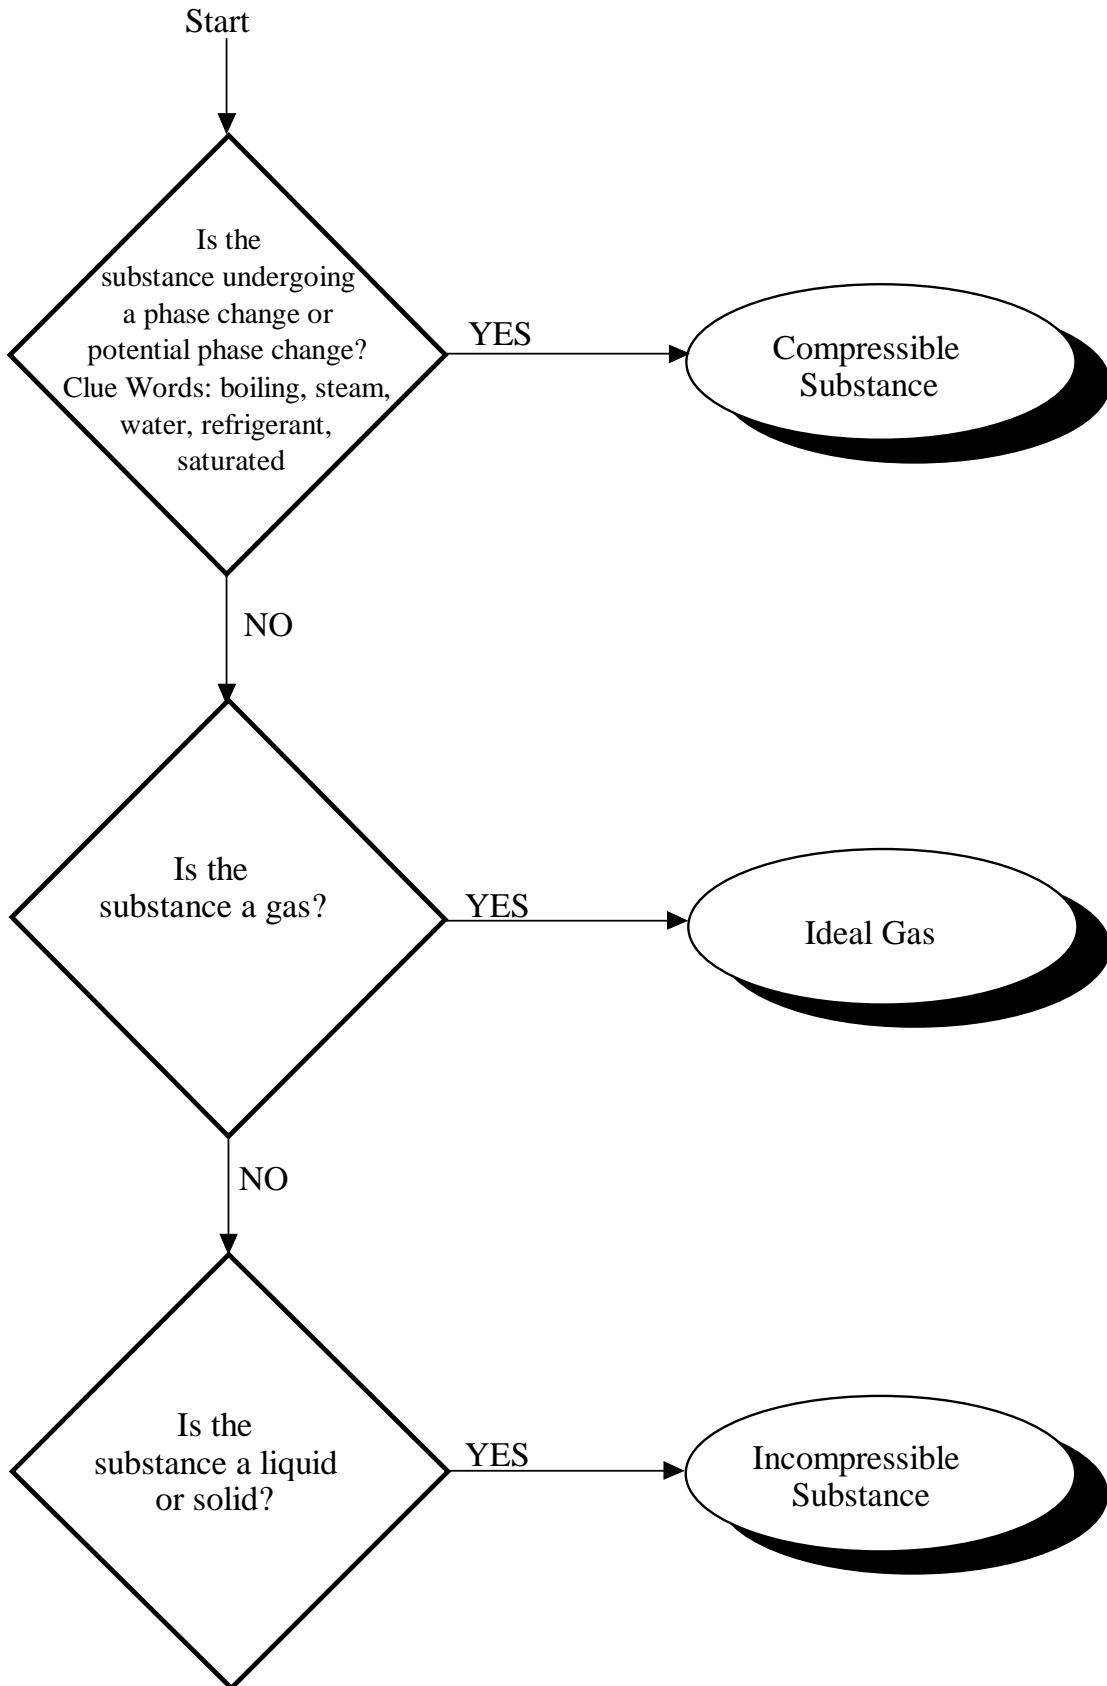 Start
Is the
substance undergoing
a phase change or
potential phase change?
Clue Words: boiling, steam,
water, refrigerant,
saturated
YES
Compressible
Substance
NO
Is the
substance a gas?
YES
Ideal Gas
NO
Is the
substance a liquid
or solid?
YES
Incompressible
Substance